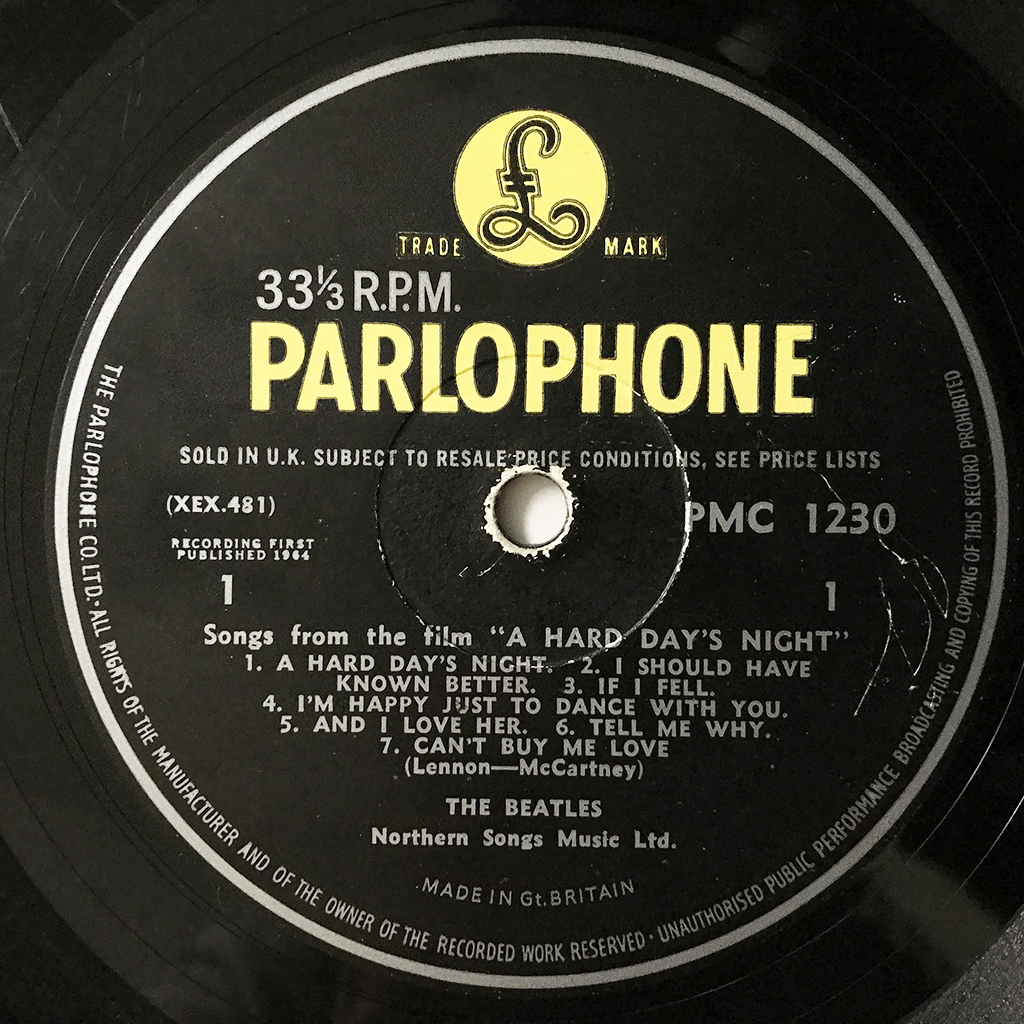 £
TRADE MARK
33⅓ R.P.M.
PARLOPHONE
SOLD IN U.K. SUBJECT TO RESALE PRICE CONDITIONS, SEE PRICE LISTS
(XEX.481)
PMC 1230
RECORDING FIRST
PUBLISHED 1964
1
1
Songs from the film "A HARD DAY'S NIGHT"
1. A HARD DAY'S NIGHT. 2. I SHOULD HAVE
KNOWN BETTER. 3. IF I FELL.
4. I'M HAPPY JUST TO DANCE WITH YOU.
5. AND I LOVE HER. 6. TELL ME WHY.
7. CAN'T BUY ME LOVE
(Lennon—McCartney)
THE BEATLES
Northern Songs Music Ltd.
MADE IN Gt. BRITAIN
THE PARLOPHONE CO. LTD. · ALL RIGHTS OF THE MANUFACTURER AND OF THE OWNER OF THE RECORDED WORK RESERVED · UNAUTHORISED PUBLIC PERFORMANCE BROADCASTING AND COPYING OF THIS RECORD PROHIBITED